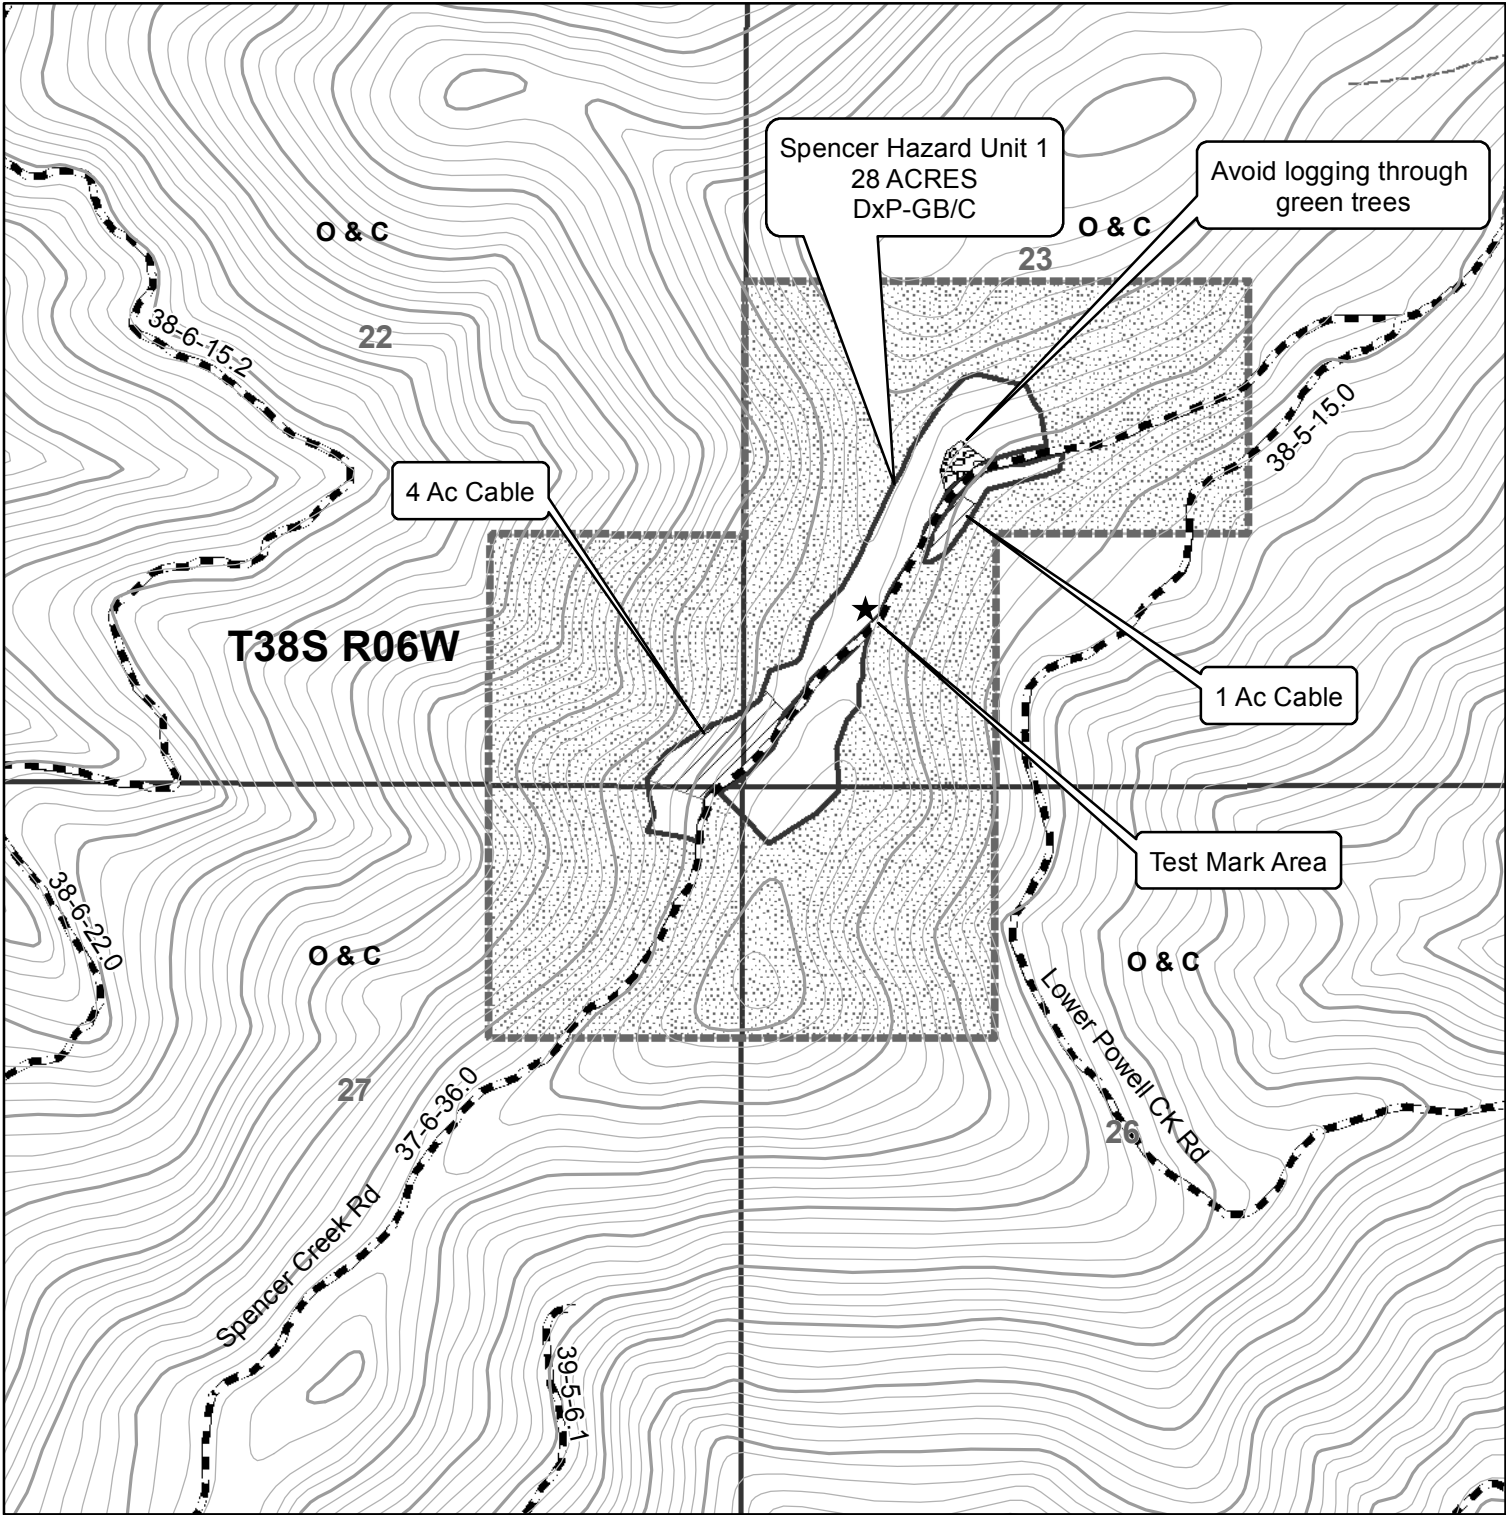 Spencer Hazard Unit 1
28 ACRES
DxP-GB/C
Avoid logging through
green trees
O & C
O & C
23
38-6-15.2
22
38-5-15.0
4 Ac Cable
T38S R06W
1 Ac Cable
Test Mark Area
38-6-22.0
O & C
O & C
Lower Powell CK Rd
27
37-6-36.0
26
Spencer Creek Rd
39-5-6.1